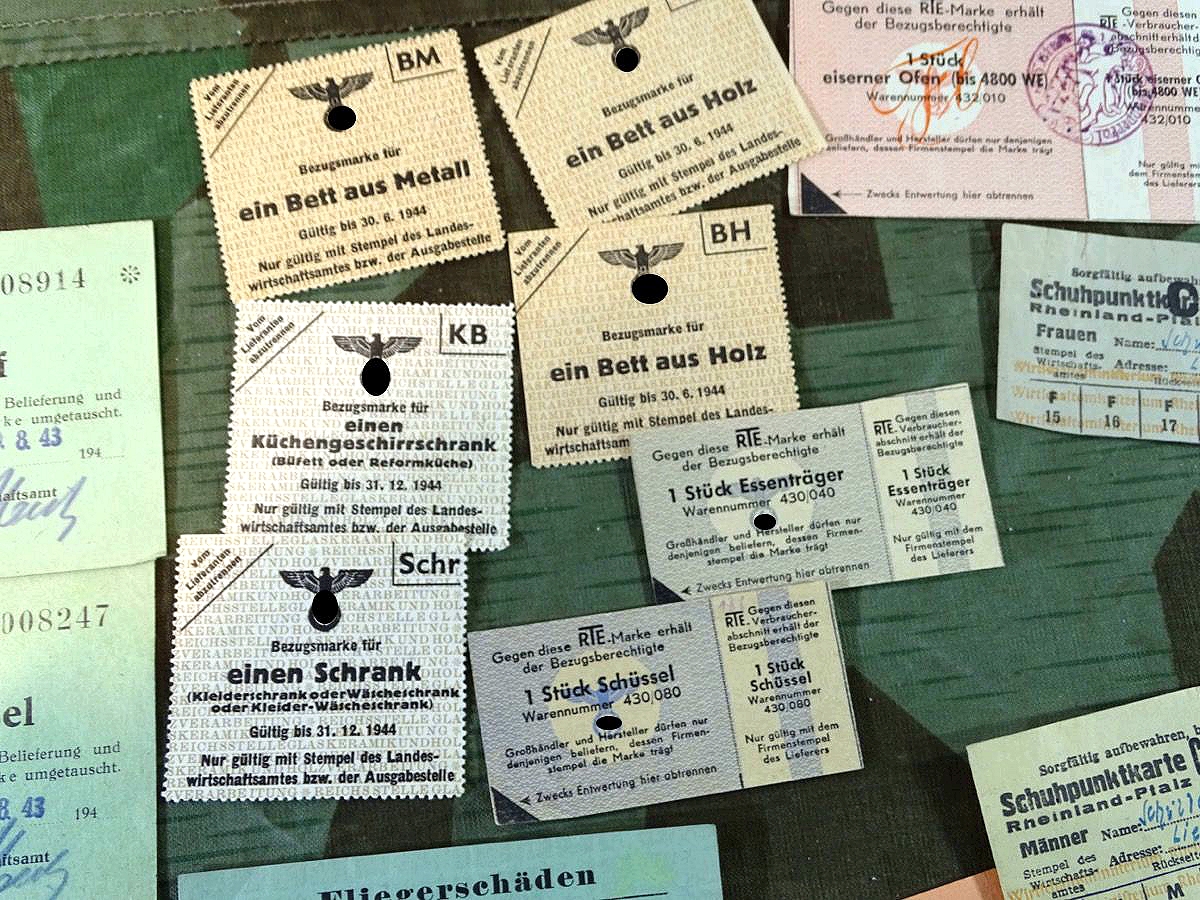 BM
Vom
Lieferanten
abzutrennen
Bezugsmarke für
ein Bett aus Metall
Gültig bis 30. 6. 1944
Nur gültig mit Stempel des Landes-
wirtschaftsamtes bzw. der Ausgabestelle
Vom
Lieferanten
abzutrennen
Bezugsmarke für
ein Bett aus Holz
Gültig bis 30. 6. 1944
Nur gültig mit Stempel des Landes-
wirtschaftsamtes bzw. der Ausgabestelle
Gegen diese RTE-Marke erhält
der Bezugsberechtigte
1 Stück
eiserner Ofen (bis 4800 WE)
Warennummer 432/010
Großhändler und Hersteller dürfen nur denjenigen
beliefern, dessen Firmenstempel die Marke trägt
Zwecks Entwertung hier abtrennen
Gegen diesen
RTE-Verbraucher-
abschnitt erhält der
Bezugsberechtigte
1 Stück eiserner
(bis 4800 WE)
Warennummer
432/010
Nur gültig mit
dem Firmenstempel
des Lieferers
08914
Belieferung und
ke umgetauscht.
8 43
194
haftsamt
BH
Vom
Lieferanten
abzutrennen
Bezugsmarke für
ein Bett aus Holz
Gültig bis 30. 6. 1944
Nur gültig mit Stempel des Landes-
wirtschaftsam
Sorgfältig aufbewah
Schuhpunktk
Rheinland-Pfalz
Frauen Name:
Stempel des
Wirtschafts-
amtes
Adresse:
F
15
F
16
F
17
KB
Vom
Lieferanten
abzutrennen
Bezugsmarke für
einen
Küchengeschirrschrank
(Büfett oder Reformküche)
Gültig bis 31. 12. 1944
Nur gültig mit Stempel des Landes-
wirtschaftsamtes bzw. der Ausgabestelle
Gegen diese RTE-Marke erhält
der Bezugsberechtigte
1 Stück Essenträger
Warennummer 430/040
Großhändler und Hersteller dürfen nur
denjenigen beliefern, dessen Firmen-
stempel die Marke trägt
Zwecks Entwertung hier abtrennen
Gegen diesen
RTE-Verbraucher-
abschnitt erhält der
Bezugsberechtigte
1 Stück
Essenträger
Warennummer
430/040
Nur gültig mit dem
Firmenstempel
des Lieferers
Schr
Vom
Lieferanten
abzutrennen
Bezugsmarke für
einen Schrank
(Kleiderschrank oder Wäscheschrank
oder Kleider-Wäscheschrank)
Gültig bis 31. 12. 1944
Nur gültig mit Stempel des Landes-
wirtschaftsamtes bzw. der Ausgabestelle
Gegen diese RTE-Marke erhält
der Bezugsberechtigte
1 Stück Schüssel
Warennummer 430/080
Großhändler und Hersteller dürfen nur
denjenigen beliefern, dessen Firmen-
stempel die Marke trägt
Zwecks Entwertung hier abtrennen
Gegen diesen
RTE-Verbraucher-
abschnitt erhält der
Bezugsberechtigte
1 Stück
Schüssel
Warennummer
430/080
Nur gültig mit dem
Firmenstempel
des Lieferers
008247
el
Belieferung und
ke umgetauscht.
8. 43
194
ftsamt
Sorgfältig aufbewahren, b
Schuhpunktkarte
Rheinland-Pfalz
Männer Name:
Stempel des
Wirtschafts-
amtes
Adresse:
Rückseit
M
Fliegerschäden